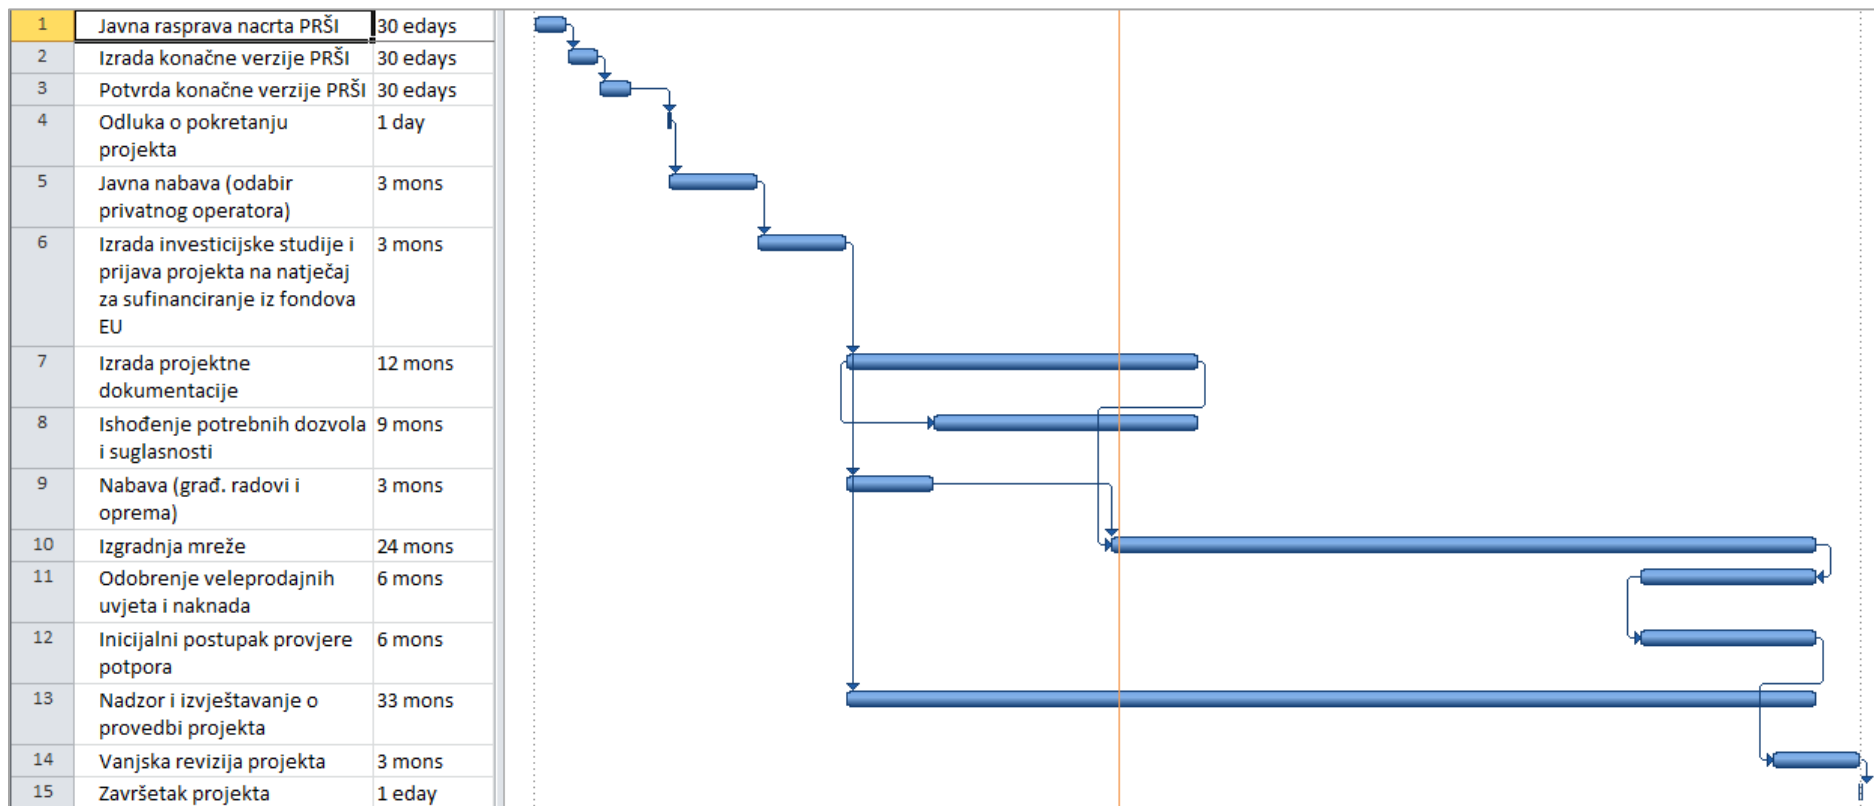 1 Javna rasprava nacrta PRŠI 30 edays
2 Izrada konačne verzije PRŠI 30 edays
3 Potvrda konačne verzije PRŠI 30 edays
4 Odluka o pokretanju 1 day
projekta
5 Javna nabava (odabir 3 mons
privatnog operatora)
6 Izrada investicijske studije i 3 mons
prijava projekta na natječaj
za sufinanciranje iz fondova
EU
7 Izrada projektne 12 mons
dokumentacije
8 Ishođenje potrebnih dozvola 9 mons
i suglasnosti
9 Nabava (građ. radovi i 3 mons
oprema)
10 Izgradnja mreže 24 mons
11 Odobrenje veleprodajnih 6 mons
uvjeta i naknada
12 Inicijalni postupak provjere 6 mons
potpora
13 Nadzor i izvještavanje o 33 mons
provedbi projekta
14 Vanjska revizija projekta 3 mons
15 Završetak projekta 1 eday